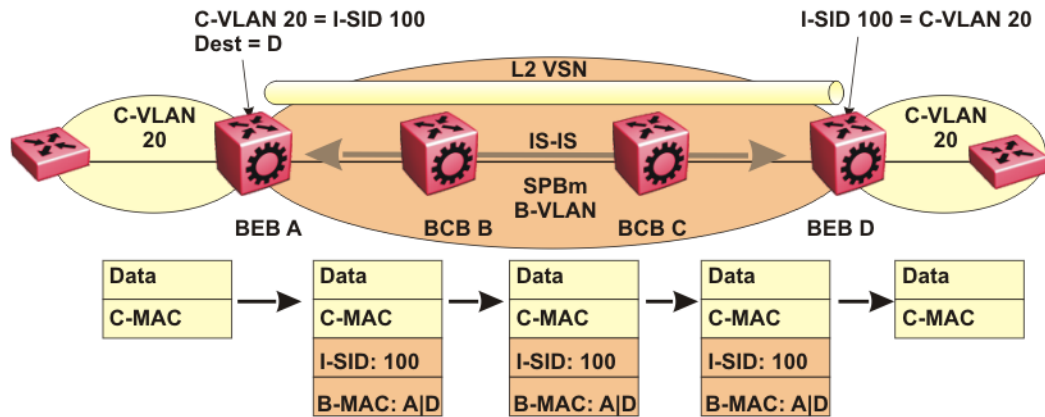 C-VLAN 20 = I-SID 100
Dest = D
I-SID 100 = C-VLAN 20
L2 VSN
C-VLAN
20
IS-IS
C-VLAN
20
SPBm
B-VLAN
BEB A
BCB B
BCB C
BEB D
Data
C-MAC
Data
C-MAC
I-SID: 100
B-MAC: A|D
Data
C-MAC
I-SID: 100
B-MAC: A|D
Data
C-MAC
I-SID: 100
B-MAC: A|D
Data
C-MAC